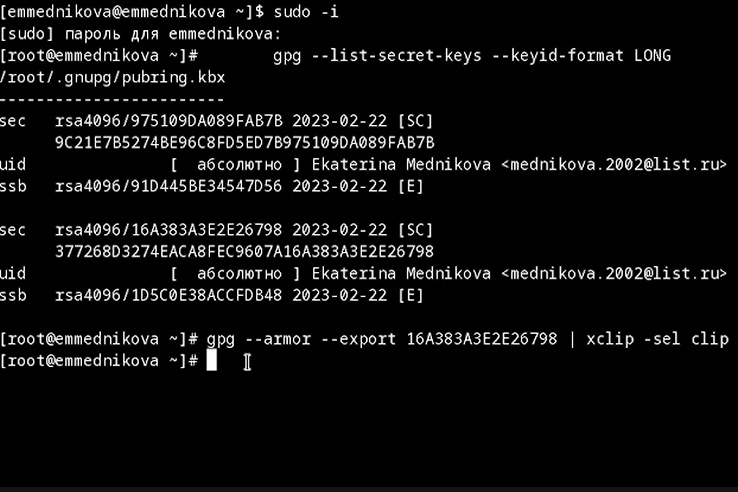 [emmednikova@emmednikova ~]$ sudo -i
[sudo] пароль для emmednikova:
[root@emmednikova ~]#        gpg --list-secret-keys --keyid-format LONG
/root/.gnupg/pubring.kbx
------------------------
sec   rsa4096/975109DA089FAB7B 2023-02-22 [SC]
      9C21E7B5274BE96C8FD5ED7B975109DA089FAB7B
uid                 [  абсолютно ] Ekaterina Mednikova <mednikova.2002@list.ru>
ssb   rsa4096/91D445BE34547D56 2023-02-22 [E]
sec   rsa4096/16A383A3E2E26798 2023-02-22 [SC]
      377268D3274EACA8FEC9607A16A383A3E2E26798
uid                 [  абсолютно ] Ekaterina Mednikova <mednikova.2002@list.ru>
ssb   rsa4096/1D5C0E38ACCFDB48 2023-02-22 [E]
[root@emmednikova ~]# gpg --armor --export 16A383A3E2E26798 | xclip -sel clip
[root@emmednikova ~]#